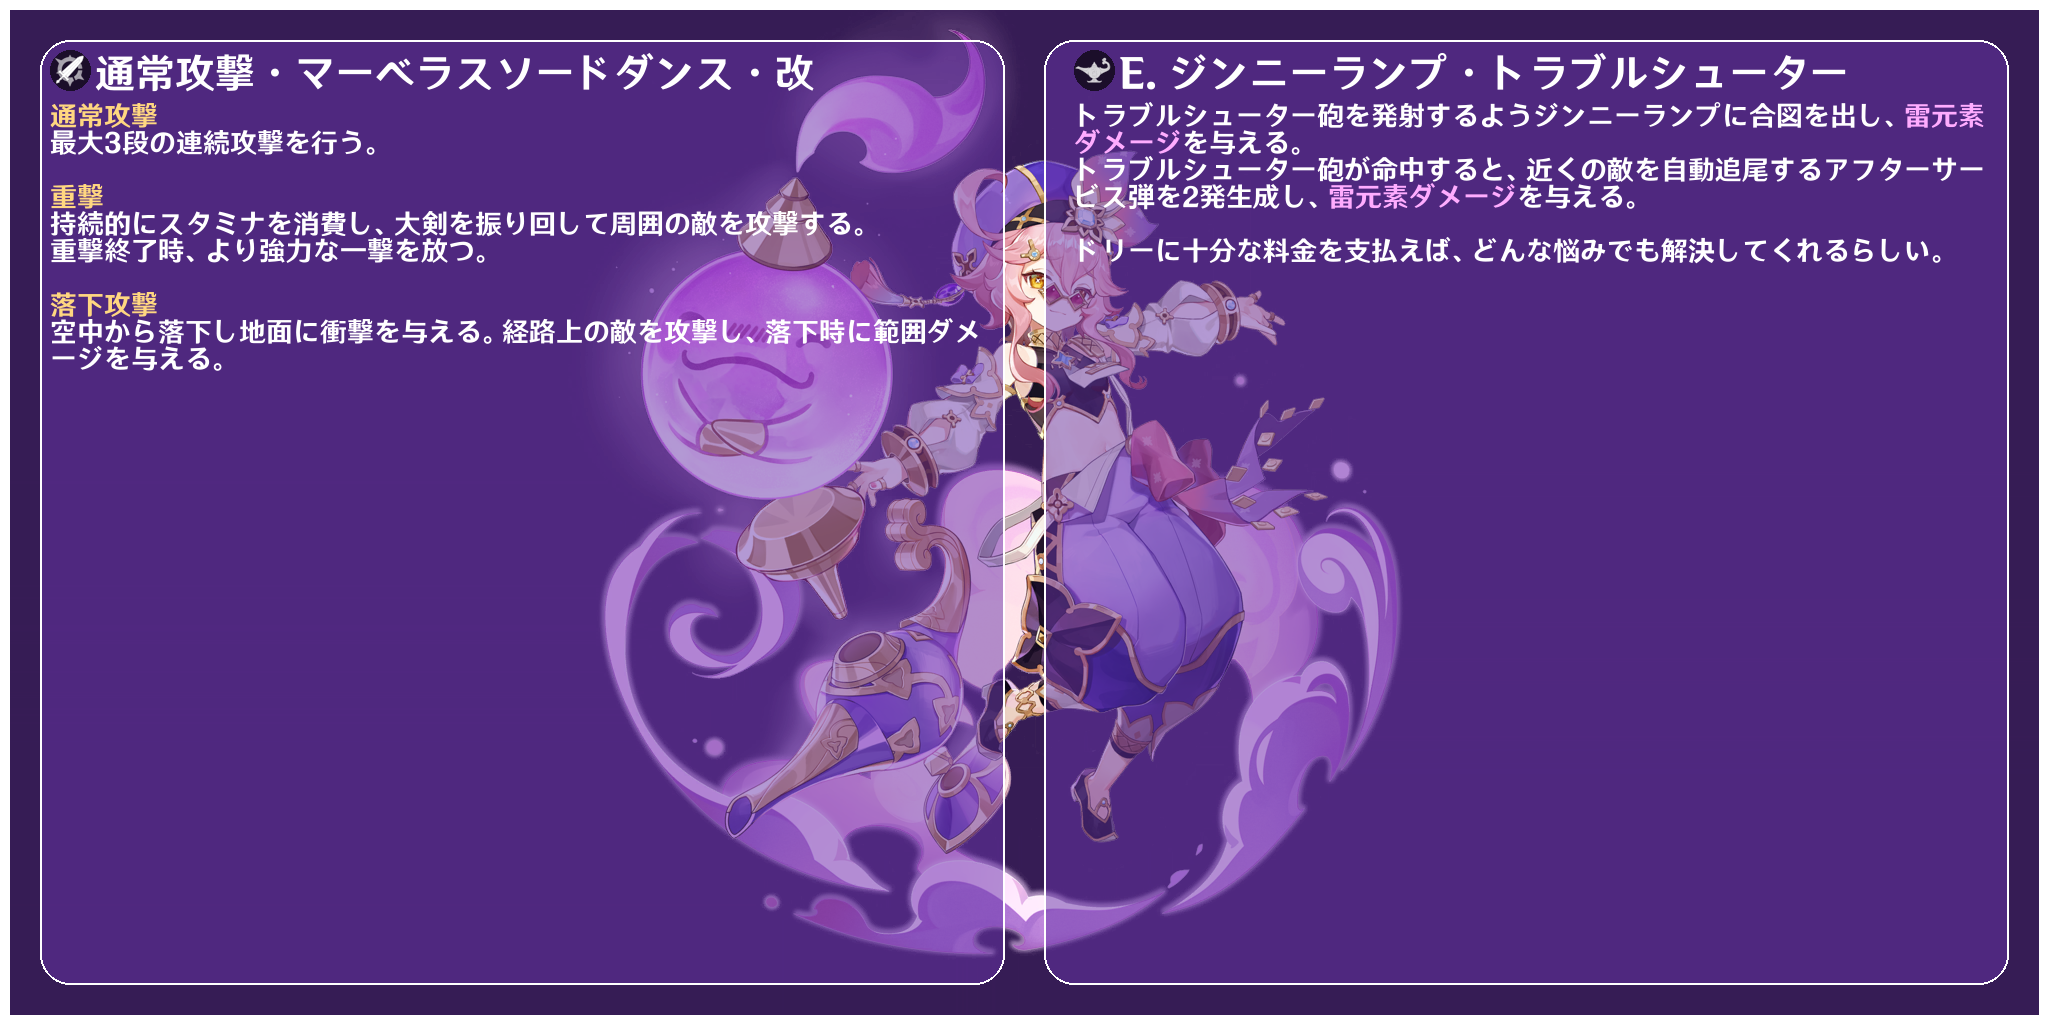 通常攻撃・マーベラスソードダンス・改
通常攻撃
最大3段の連続攻撃を行う。
重撃
持続的にスタミナを消費し、大剣を振り回して周囲の敵を攻撃する。
重撃終了時、より強力な一撃を放つ。
落下攻撃
空中から落下し地面に衝撃を与える。経路上の敵を攻撃し、落下時に範囲ダメ
ージを与える。
E. ジンニーランプ・トラブルシューター
トラブルシューター砲を発射するようジンニーランプに合図を出し、雷元素
ダメージを与える。
トラブルシューター砲が命中すると、近くの敵を自動追尾するアフターサー
ビス弾を2発生成し、雷元素ダメージを与える。
ドリーに十分な料金を支払えば、どんな悩みでも解決してくれるらしい。